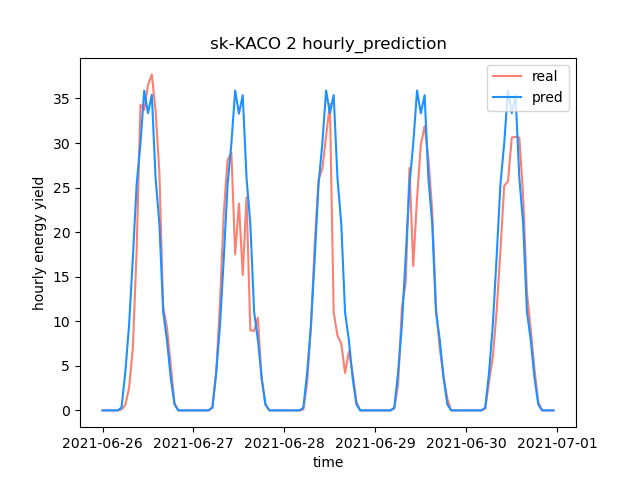 sk-KACO 2 hourly_prediction
real
pred
hourly energy yield
35
30
25
20
15
10
5
0
2021-06-26 2021-06-27 2021-06-28 2021-06-29 2021-06-30 2021-07-01
time